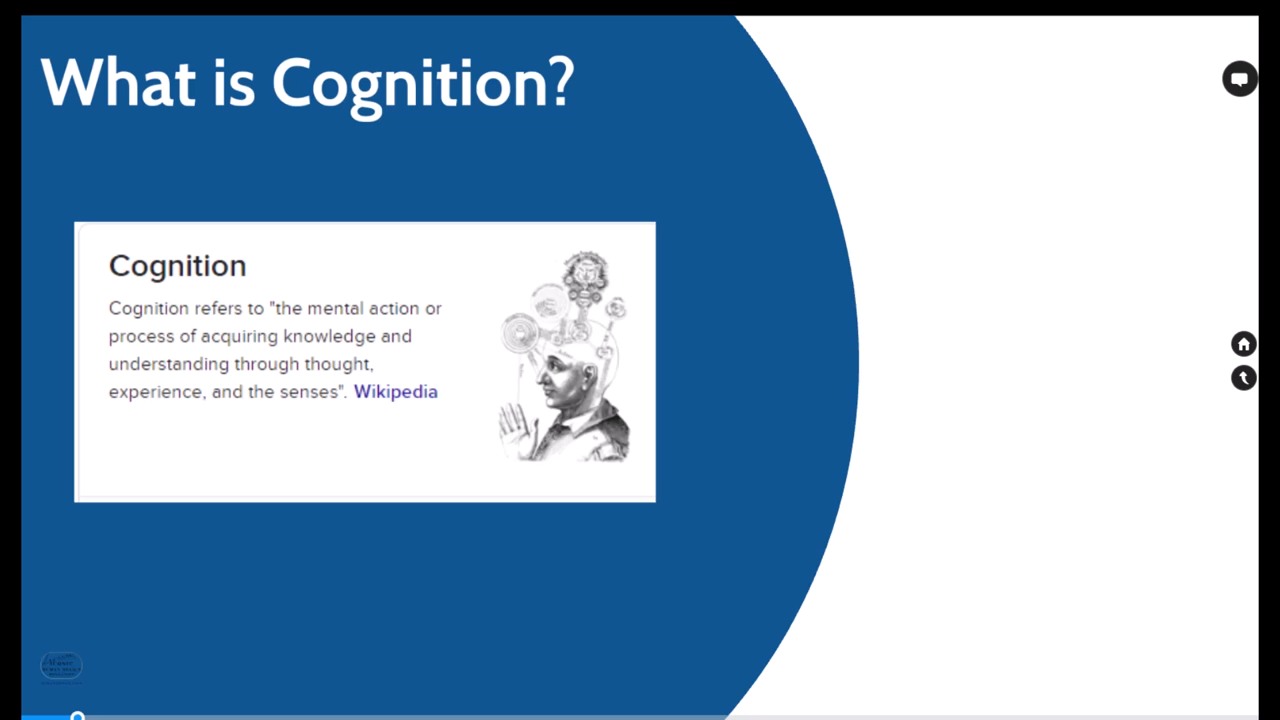 What is Cognition?
Cognition
Cognition refers to "the mental action or
process of acquiring knowledge and
understanding through thought,
experience, and the senses". Wikipedia